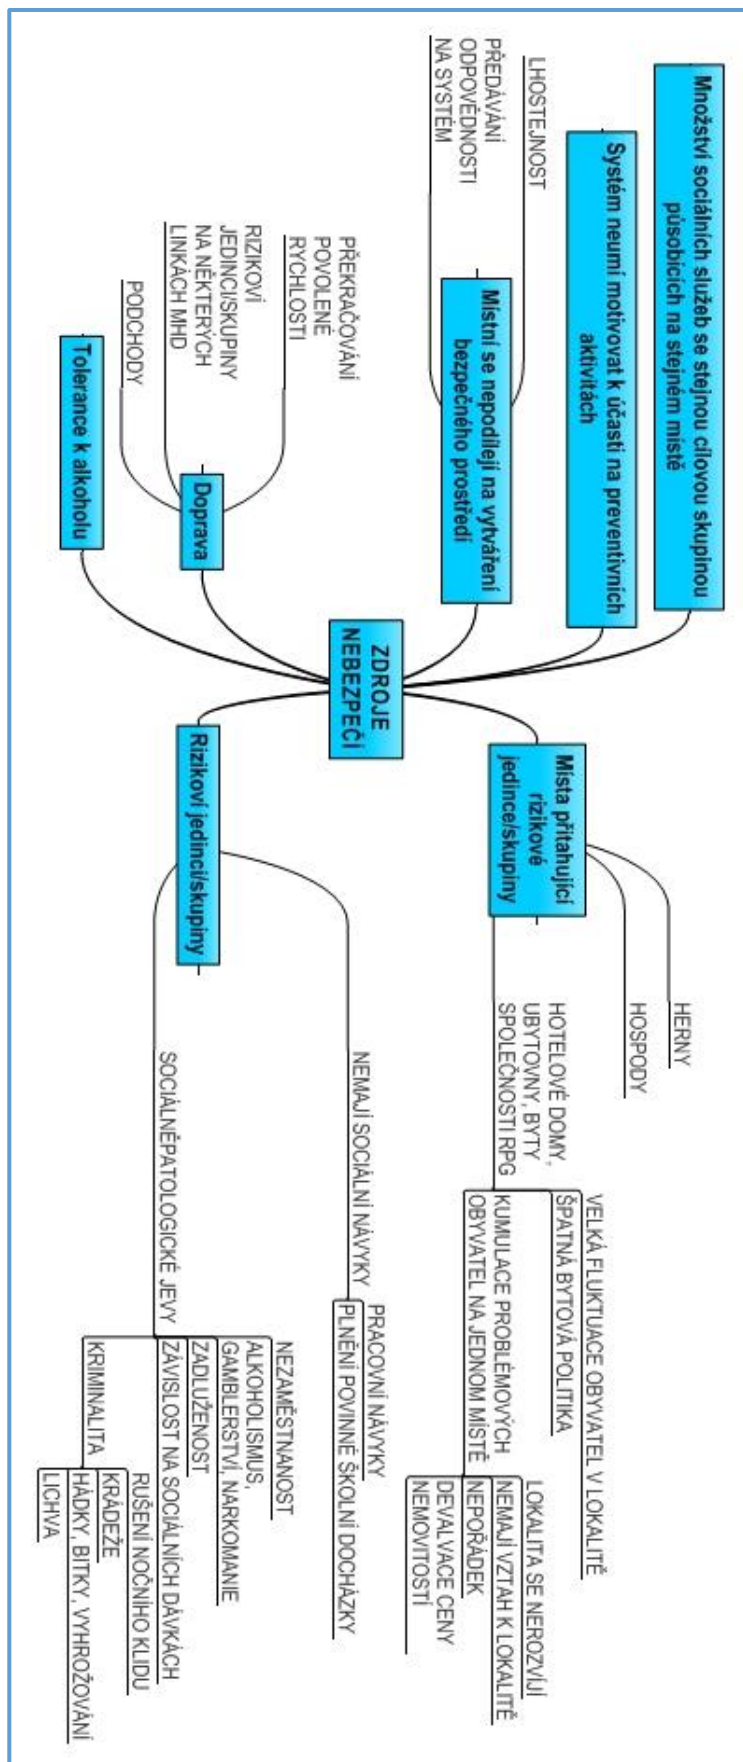 Množství sociálních služeb se stejnou cílovou skupinou
působicích na stejném místě
Systém neumí motivovat k účasti na preventivních
aktivitách
LHOSTEJNOST
PŘEDÁVÁNÍ
ODPOVĚDNOSTI
NA SYSTÉM
Místní se nepodílejí na vytváření
bezpečného prostředí
PŘEKRAČOVÁNÍ
POVOLENÉ
RYCHLOSTI
RIZIKOVÍ
JEDINCI/SKUPINY
NA NĚKTERÝCH
LINKÁCH MHD
PODCHODY
Doprava
Tolerance k alkoholu
ZDROJE
NEBEZPEČÍ
Místa přitahující
rizikové
jedince/skupiny
HERNY
HOSPODY
HOTELOVÉ DOMY,
UBYTOVNY, BYTY
SPOLEČNOSTI RPG
VELKÁ FLUKTUACE OBYVATEL V LOKALITĚ
ŠPATNÁ BYTOVÁ POLITIKA
KUMULACE PROBLÉMOVÝCH
OBYVATEL NA JEDNOM MÍSTĚ
LOKALITA SE NEROZVÍJÍ
NEMAJÍ VZTAH K LOKALITĚ
NEPOŘÁDEK
DEVALVACE CENY
NEMOVITOSTÍ
Rizikoví jedinci/skupiny
NEMAJÍ SOCIÁLNÍ NÁVYKY
PRACOVNÍ NÁVYKY
PLNĚNÍ POVINNÉ ŠKOLNÍ DOCHÁZKY
SOCIÁLNĚPATOLOGICKÉ JEVY
NEZAMĚSTNANOST
ALKOHOLISMUS,
GAMBLERSTVÍ, NARKOMANIE
ZADLUŽENOST
ZÁVISLOST NA SOCIÁLNÍCH DÁVKÁCH
KRIMINALITA
RUŠENÍ NOČNÍHO KLIDU
KRÁDEŽE
HÁDKY, BITKY, VYHROŽOVÁNÍ
LICHVA